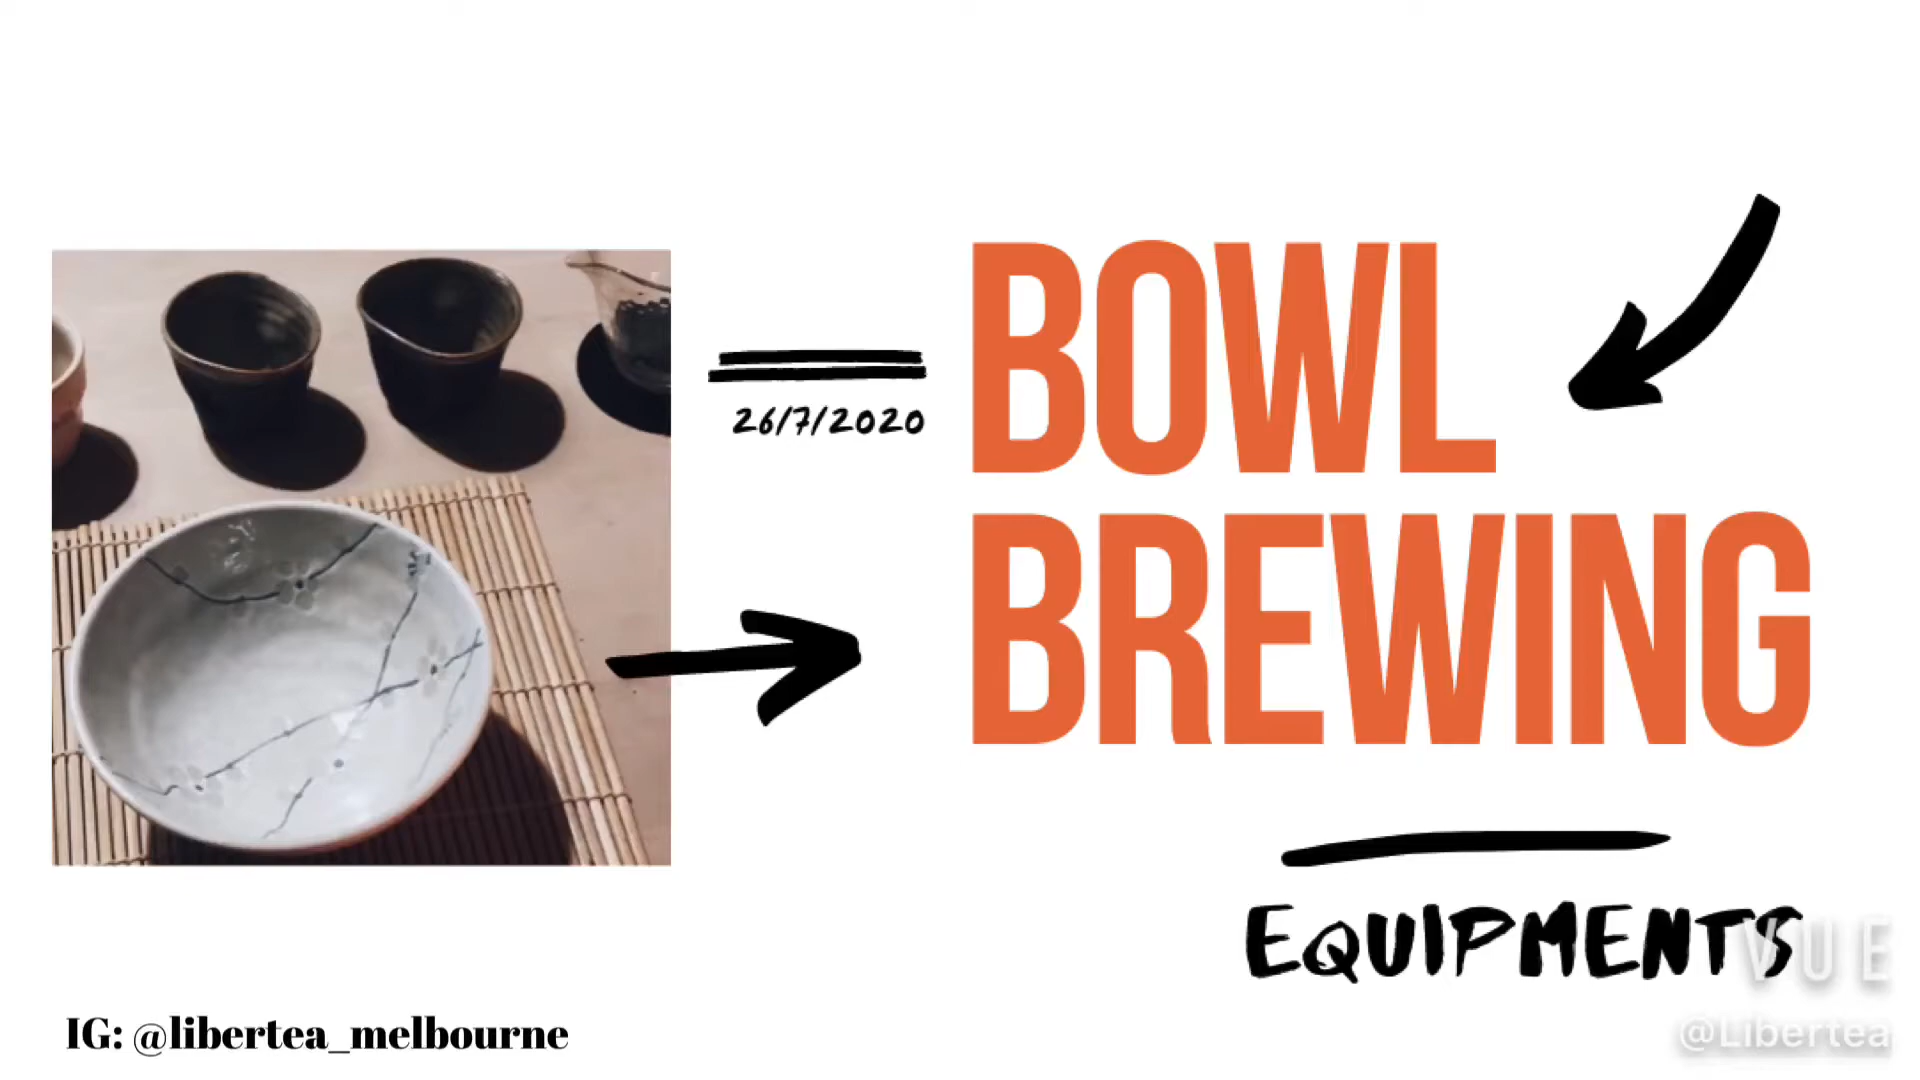 26/7/2020
BOWL
BREWING
EQUIPMENTS
VUE
@Libertea
IG: @libertea_melbourne